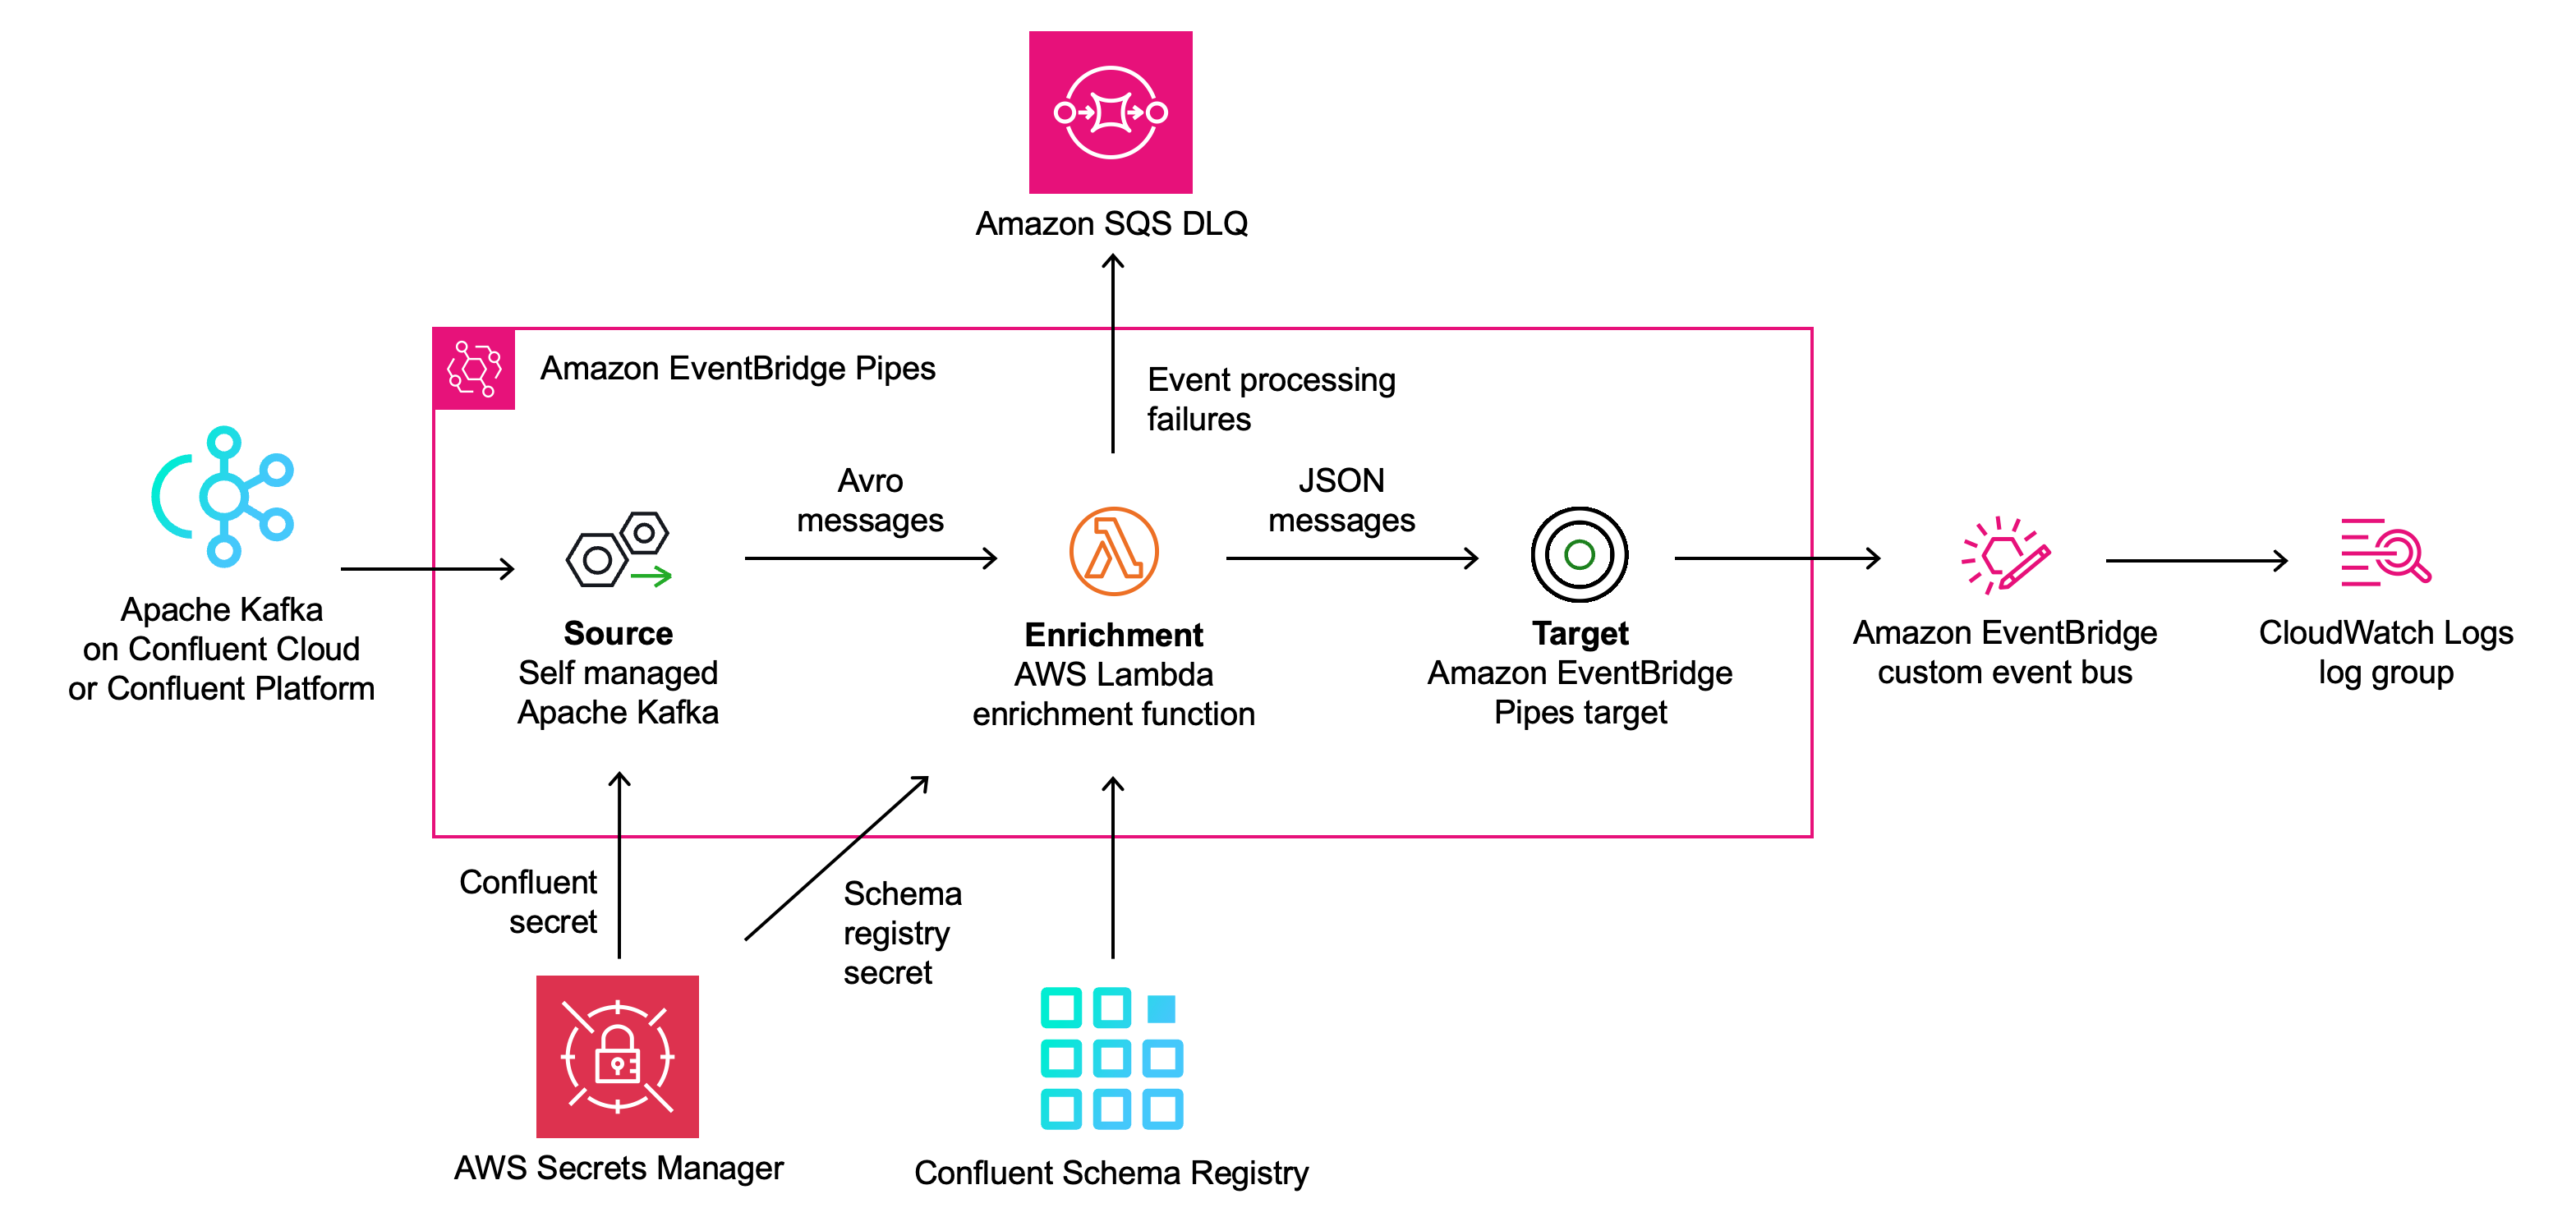 Amazon SQS DLQ
Amazon EventBridge Pipes
Event processing
failures
Avro
messages
JSON
messages
Apache Kafka
on Confluent Cloud
or Confluent Platform
Source
Self managed
Apache Kafka
Enrichment
AWS Lambda
enrichment function
Target
Amazon EventBridge
Pipes target
Amazon EventBridge
custom event bus
CloudWatch Logs
log group
Confluent
secret
Schema
registry
secret
AWS Secrets Manager
Confluent Schema Registry